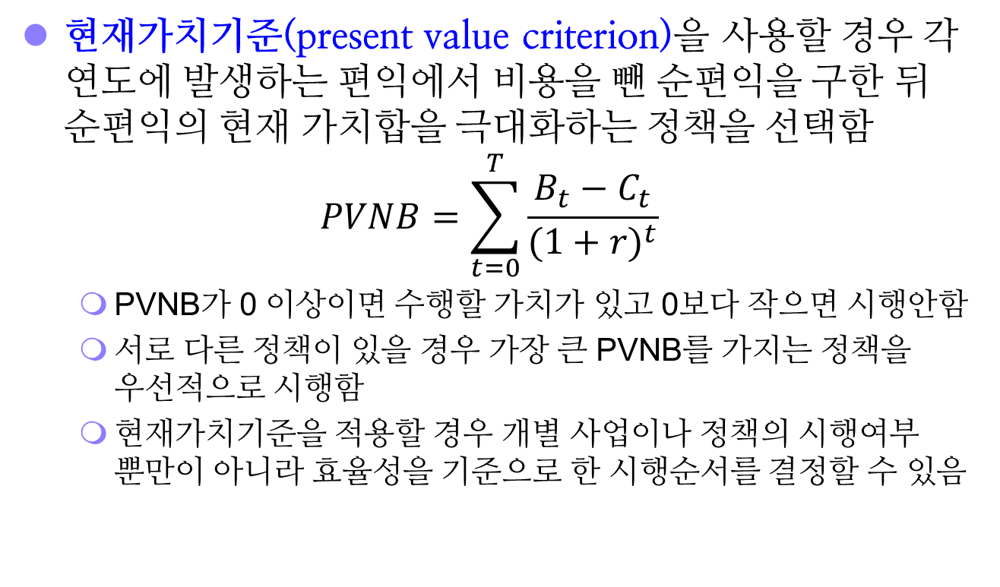 ● 현재가치기준(present value criterion)을 사용할 경우 각
연도에 발생하는 편익에서 비용을 뺀 순편익을 구한 뒤
순편익의 현재 가치합을 극대화하는 정책을 선택함
PVNB = \sum_{t=0}^{T} \frac{B_t - C_t}{(1 + r)^t}
○ PVNB가 0 이상이면 수행할 가치가 있고 0보다 작으면 시행안함
○ 서로 다른 정책이 있을 경우 가장 큰 PVNB를 가지는 정책을
우선적으로 시행함
○ 현재가치기준을 적용할 경우 개별 사업이나 정책의 시행여부
뿐만이 아니라 효율성을 기준으로 한 시행순서를 결정할 수 있음